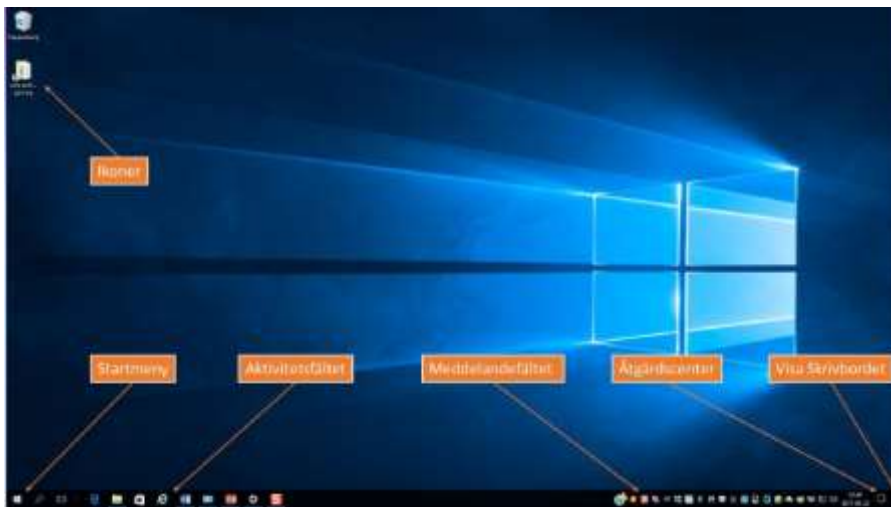 Ikoner
Startmeny
Aktivitetsfältet
Meddelandefältet
Åtgärdscenter
Visa Skrivbordet